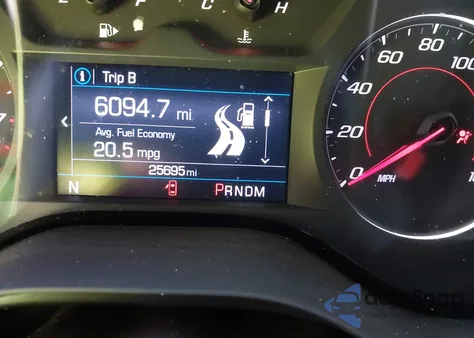 C F H
Trip B
6094.7 mi
Avg. Fuel Economy
20.5 mpg
25695 mi
N PRNDM
0 20 40 60 80 100
MPH